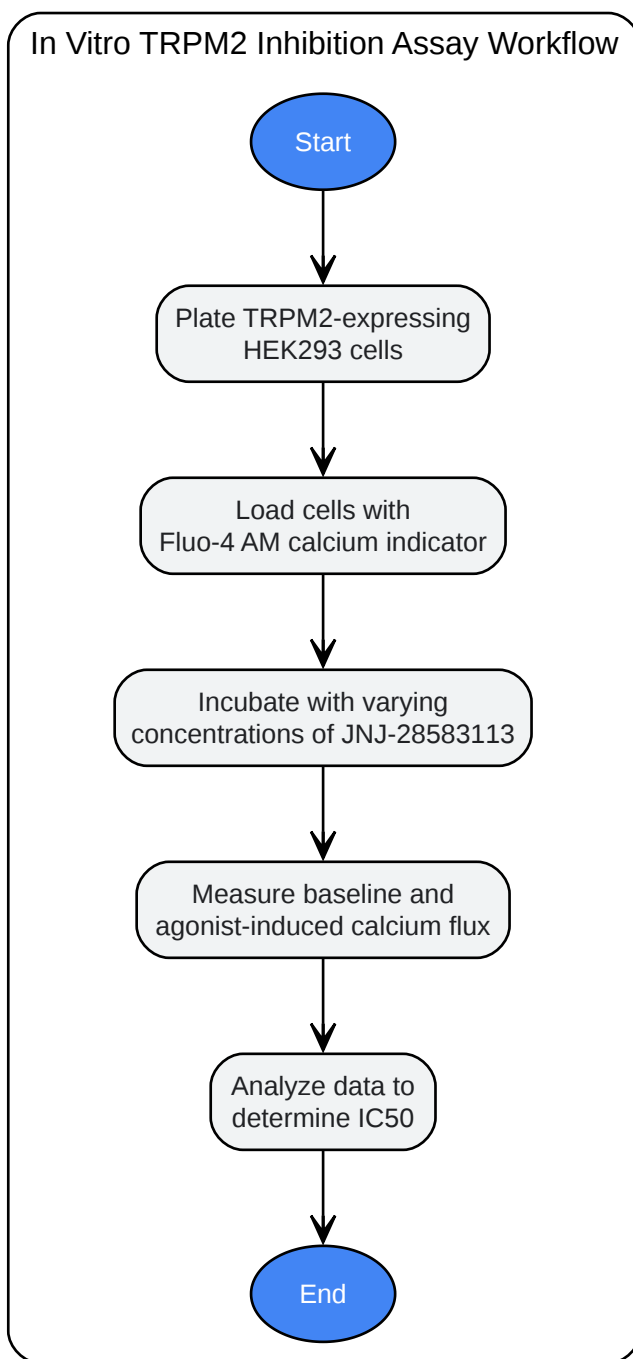 In Vitro TRPM2 Inhibition Assay Workflow
Start
Plate TRPM2-expressing
HEK293 cells
Load cells with
Fluo-4 AM calcium indicator
Incubate with varying
concentrations of JNJ-28583113
Measure baseline and
agonist-induced calcium flux
Analyze data to
determine IC50
End